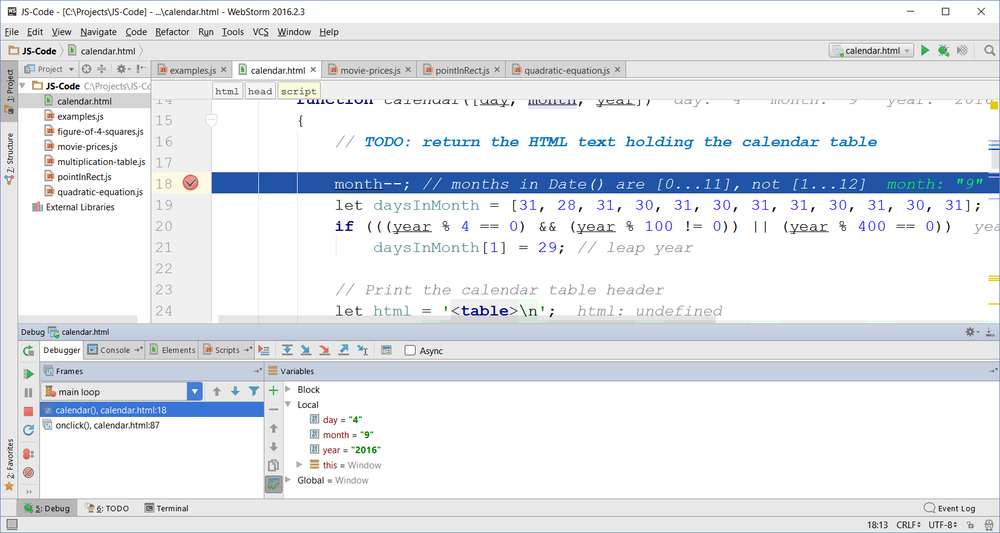 JS-Code - [C:\Projects\JS-Code] - ...\calendar.html - WebStorm 2016.2.3
File Edit View Navigate Code Refactor Run Tools VCS Window Help
JS-Code calendar.html calendar.html
Project examples.js calendar.html movie-prices.js pointInRect.js quadratic-equation.js
html head script
1: Project
7: Structure
2: Favorites
JS-Code C:\Projects\JS-Co
calendar.html
examples.js
figure-of-4-squares.js
movie-prices.js
multiplication-table.js
pointInRect.js
quadratic-equation.js
External Libraries
14 function calendar([day, month, year]) day: 4 month: 9 year: 2016
15 {
16 // TODO: return the HTML text holding the calendar table
17
18 month--; // months in Date() are [0...11], not [1...12] month: "9"
19 let daysInMonth = [31, 28, 31, 30, 31, 30, 31, 31, 30, 31, 30, 31];
20 if (((year % 4 == 0) && (year % 100 != 0)) || (year % 400 == 0)) yea
21 daysInMonth[1] = 29; // leap year
22
23 // Print the calendar table header
24 let html = '<table>\n'; html: undefined
Debug calendar.html
Debugger Console Elements Scripts Async
Frames
main loop
calendar(), calendar.html:18
onclick(), calendar.html:87
Variables
Block
Local
day = "4"
month = "9"
year = "2016"
this = Window
Global = Window
5: Debug 6: TODO Terminal Event Log
18:13 CRLF UTF-8